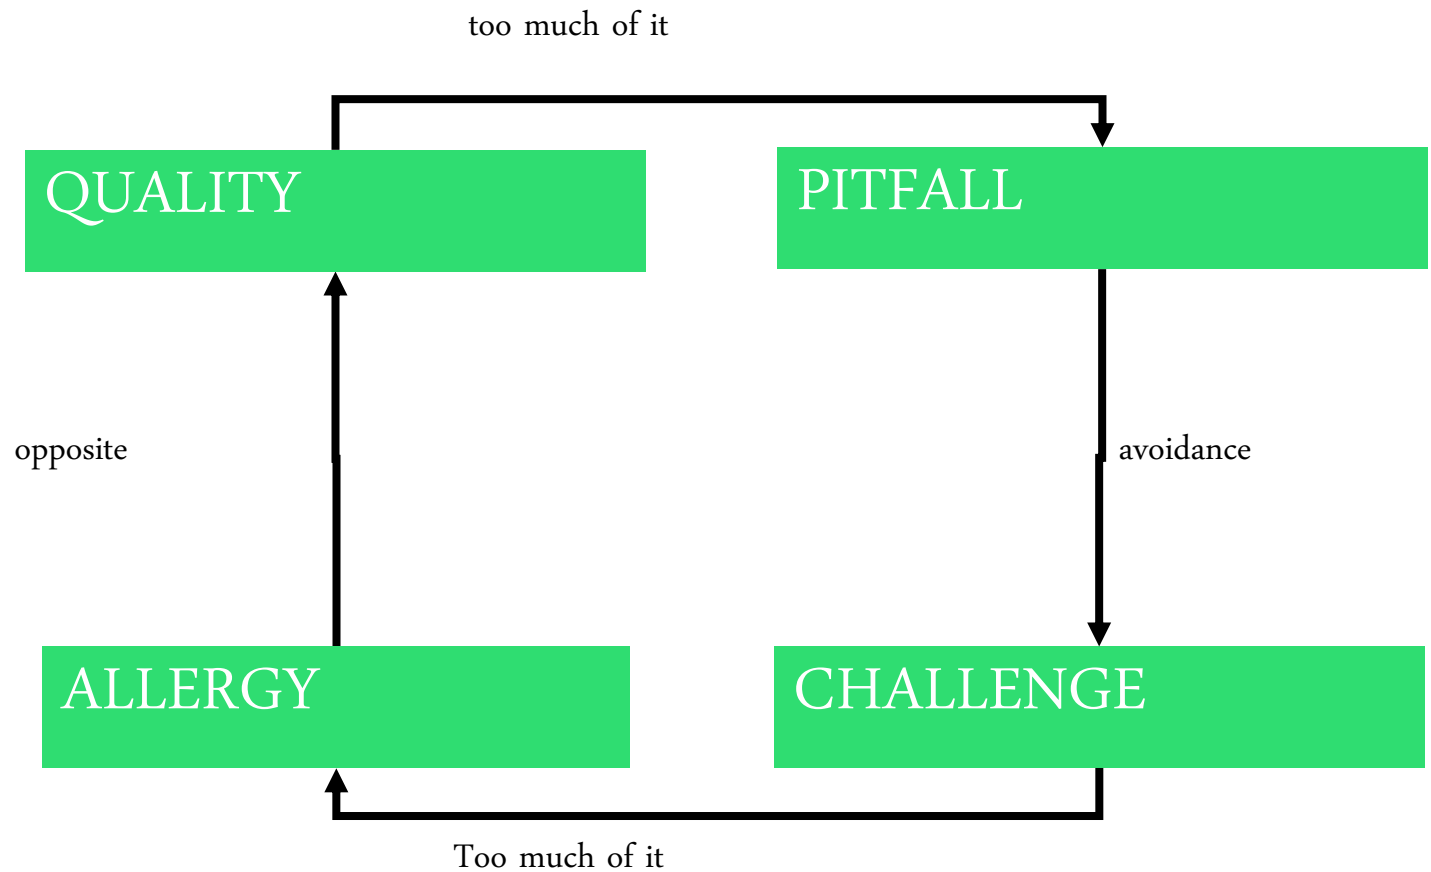 too much of it
QUALITY
PITFALL
opposite
avoidance
ALLERGY
CHALLENGE
Too much of it